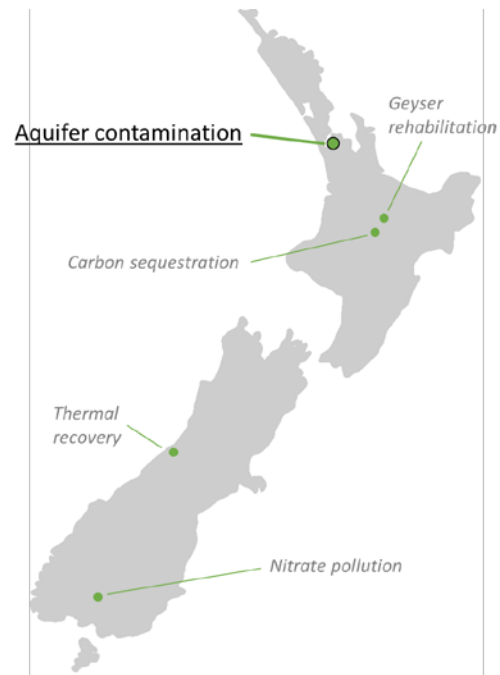 Geyser
rehabilitation
Aquifer contamination
Carbon sequestration
Thermal
recovery
Nitrate pollution